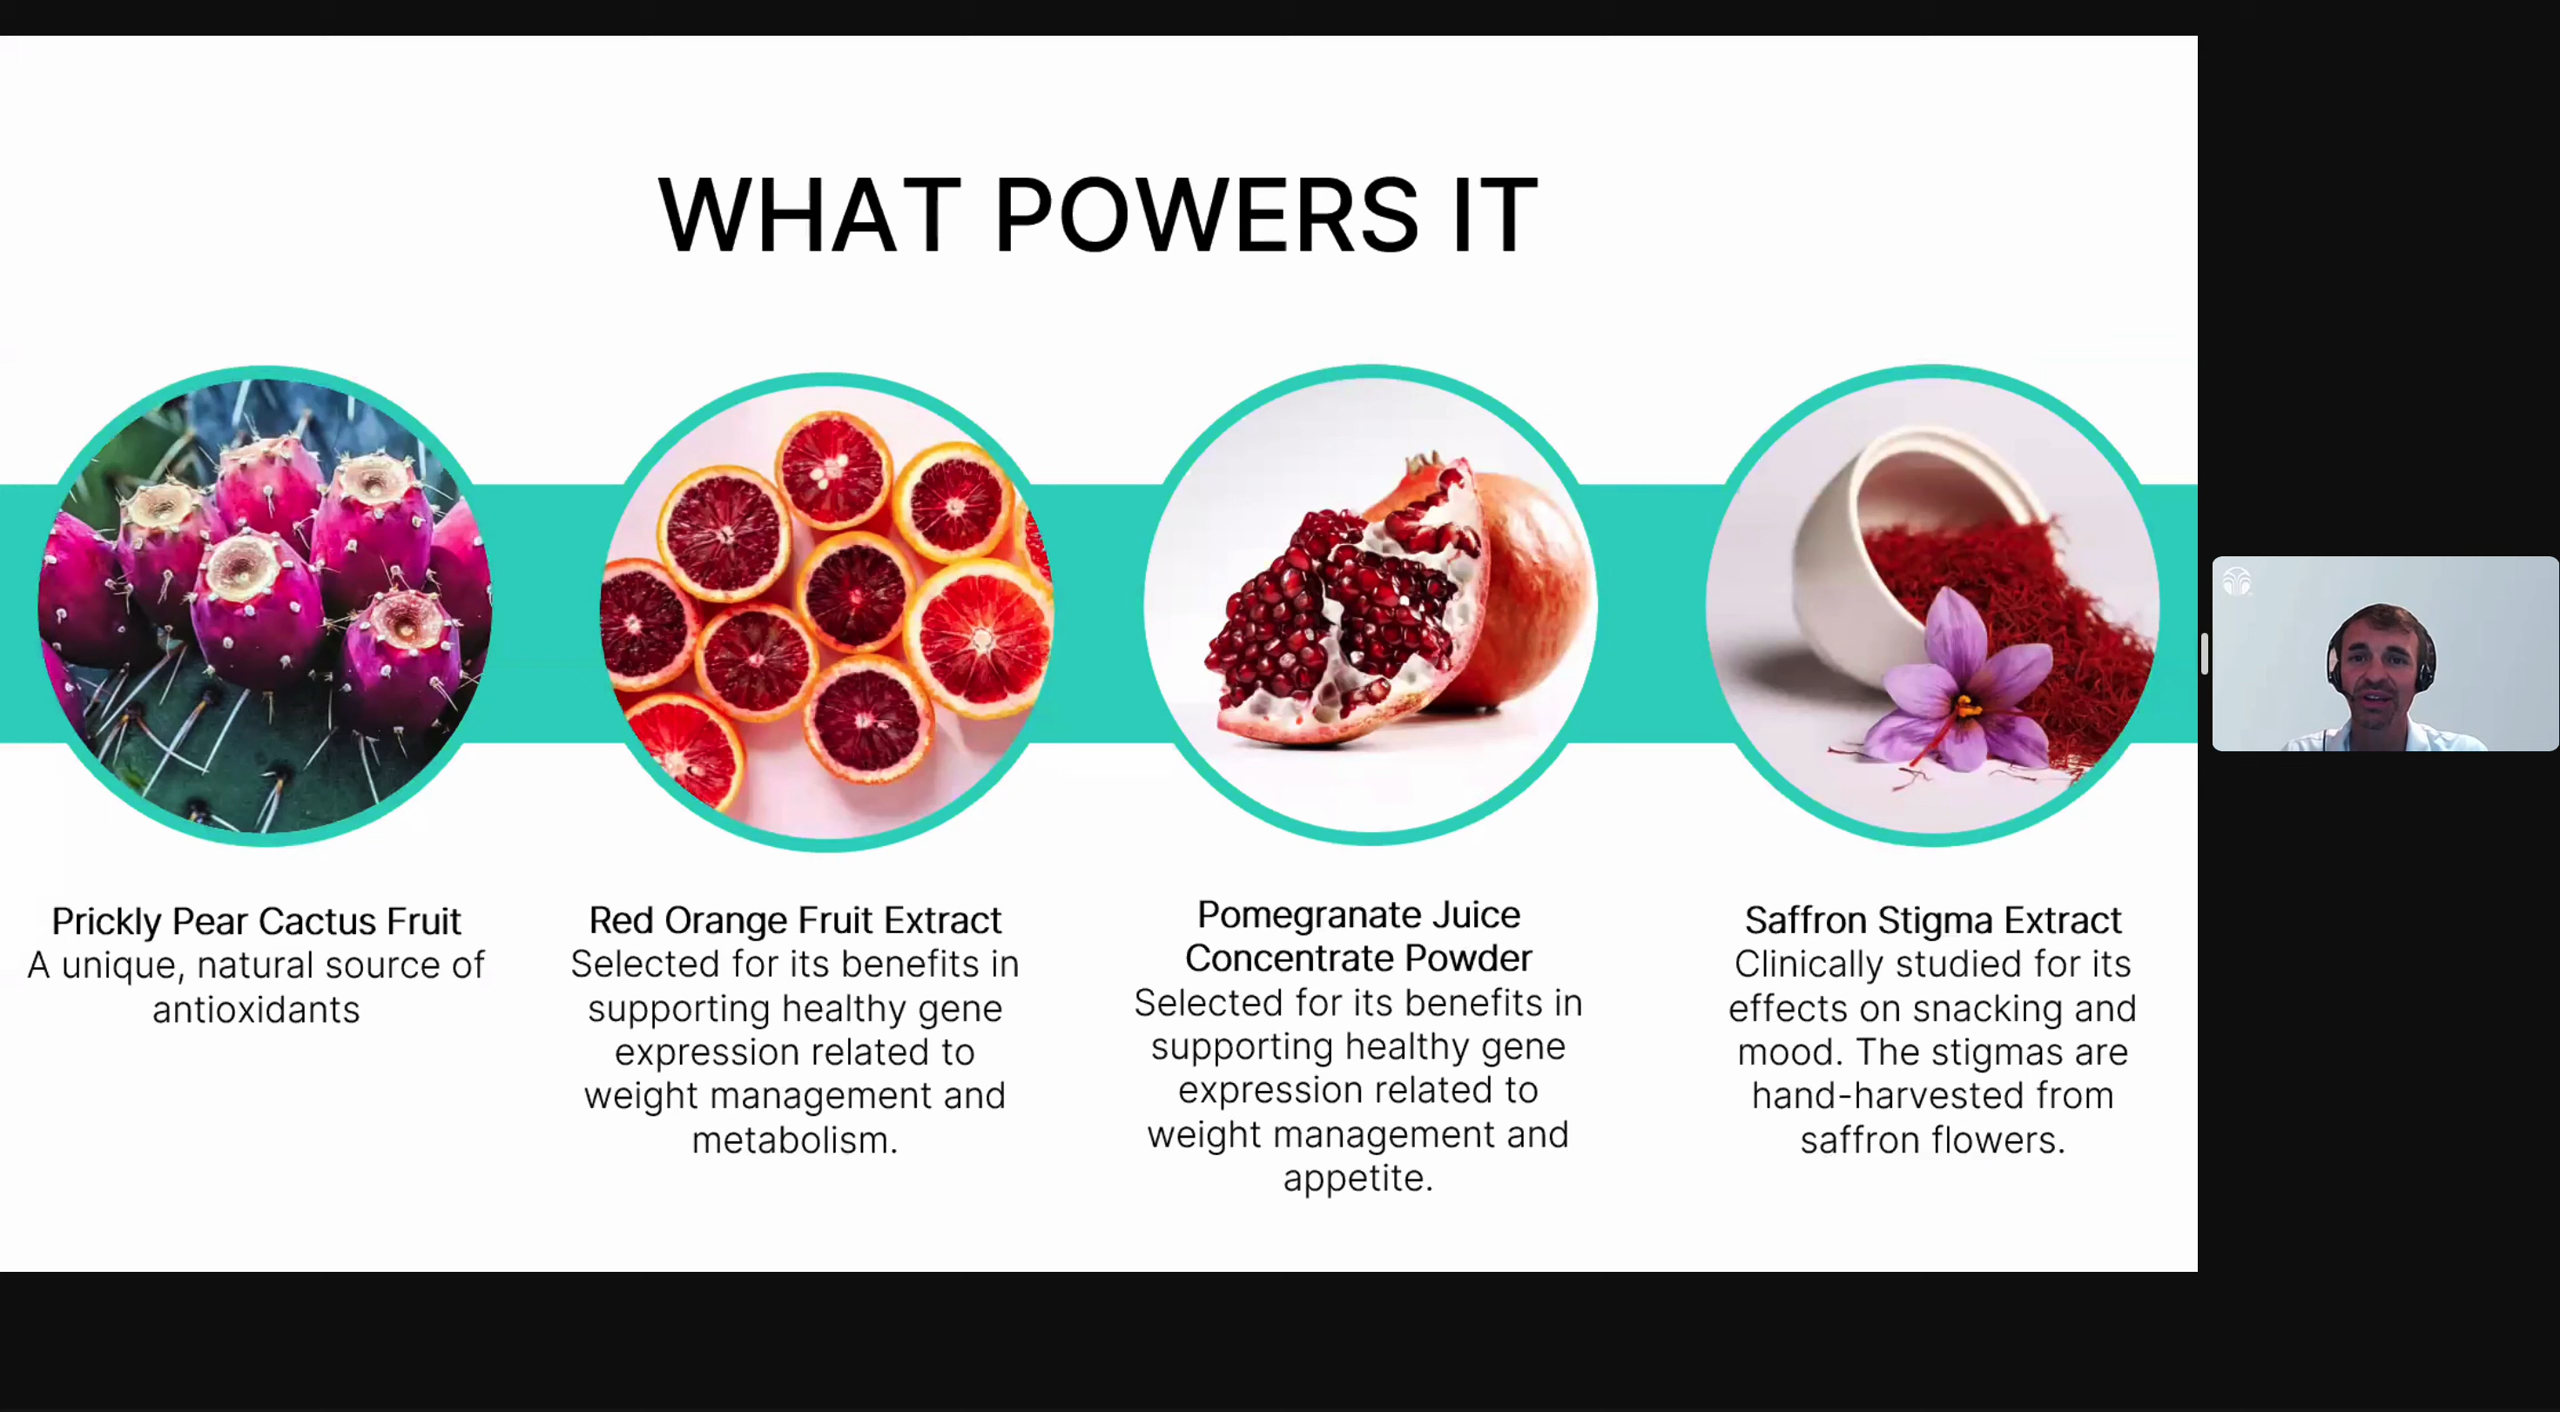 WHAT POWERS IT
Prickly Pear Cactus Fruit
A unique, natural source of
antioxidants
Red Orange Fruit Extract
Selected for its benefits in
supporting healthy gene
expression related to
weight management and
metabolism.
Pomegranate Juice
Concentrate Powder
Selected for its benefits in
supporting healthy gene
expression related to
weight management and
appetite.
Saffron Stigma Extract
Clinically studied for its
effects on snacking and
mood. The stigmas are
hand-harvested from
saffron flowers.